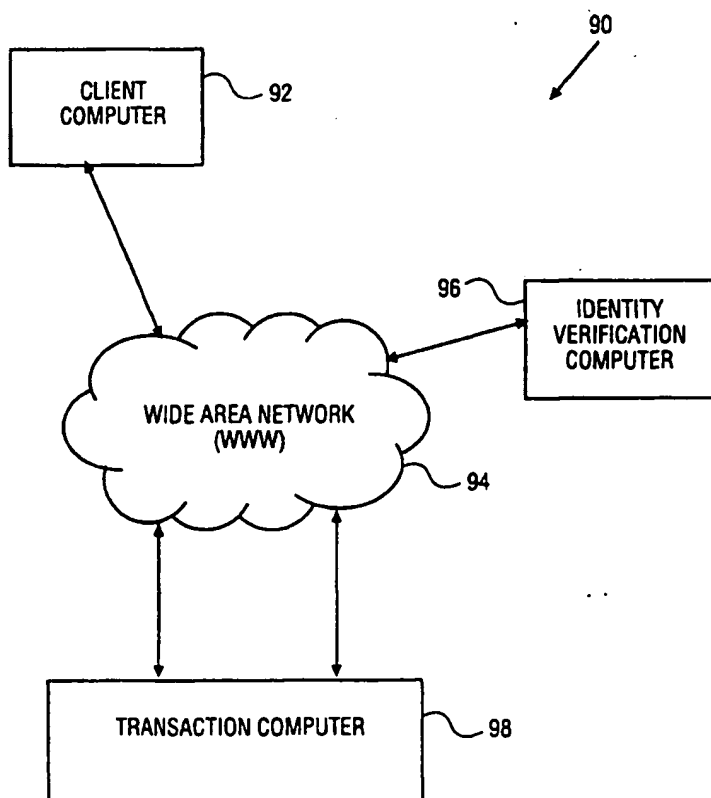 90
CLIENT
COMPUTER
92
96
IDENTITY
VERIFICATION
COMPUTER
WIDE AREA NETWORK
(WWW)
94
TRANSACTION COMPUTER
98